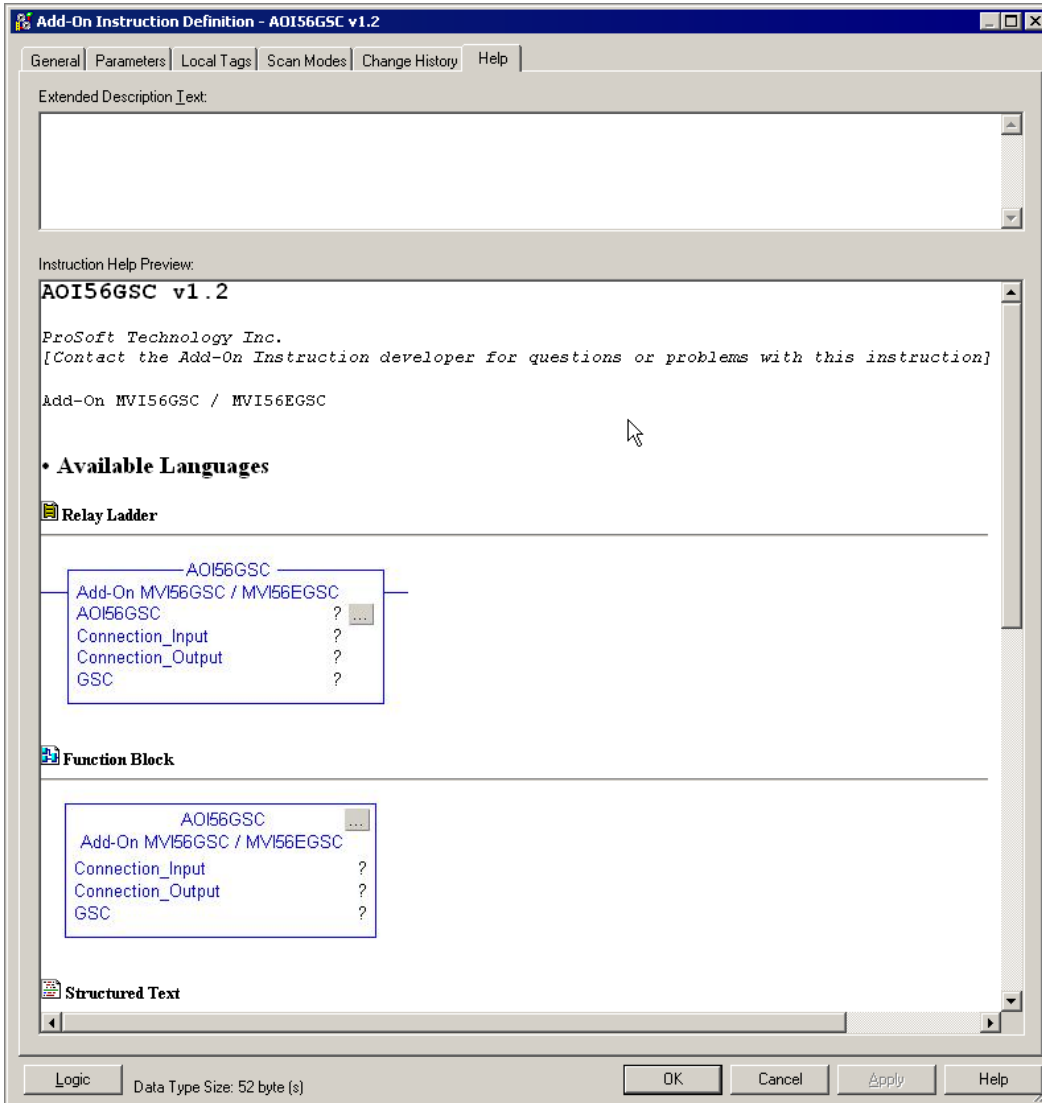 Add-On Instruction Definition - AOI56GSC v1.2
General Parameters Local Tags Scan Modes Change History Help
Extended Description Text:
Instruction Help Preview:
AOI56GSC v1.2
ProSoft Technology Inc.
[Contact the Add-On Instruction developer for questions or problems with this instruction]
Add-On MVI56GSC / MVI56EGSC
• Available Languages
Relay Ladder
AOI56GSC
Add-On MVI56GSC / MVI56EGSC
AOI56GSC ? ...
Connection_Input ?
Connection_Output ?
GSC ?
Function Block
AOI56GSC ...
Add-On MVI56GSC / MVI56EGSC
Connection_Input ?
Connection_Output ?
GSC ?
Structured Text
Logic Data Type Size: 52 byte (s) OK Cancel Apply Help